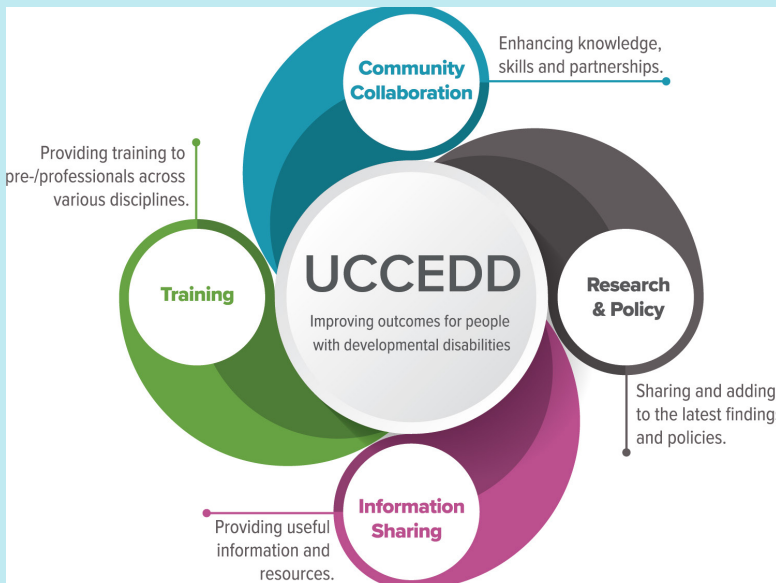 Community
Collaboration
Enhancing knowledge,
skills and partnerships.
Providing training to
pre-/professionals across
various disciplines.
Training
UCCEDD
Improving outcomes for people
with developmental disabilities
Research
& Policy
Sharing and adding
to the latest finding
and policies.
Information
Sharing
Providing useful
information and
resources.